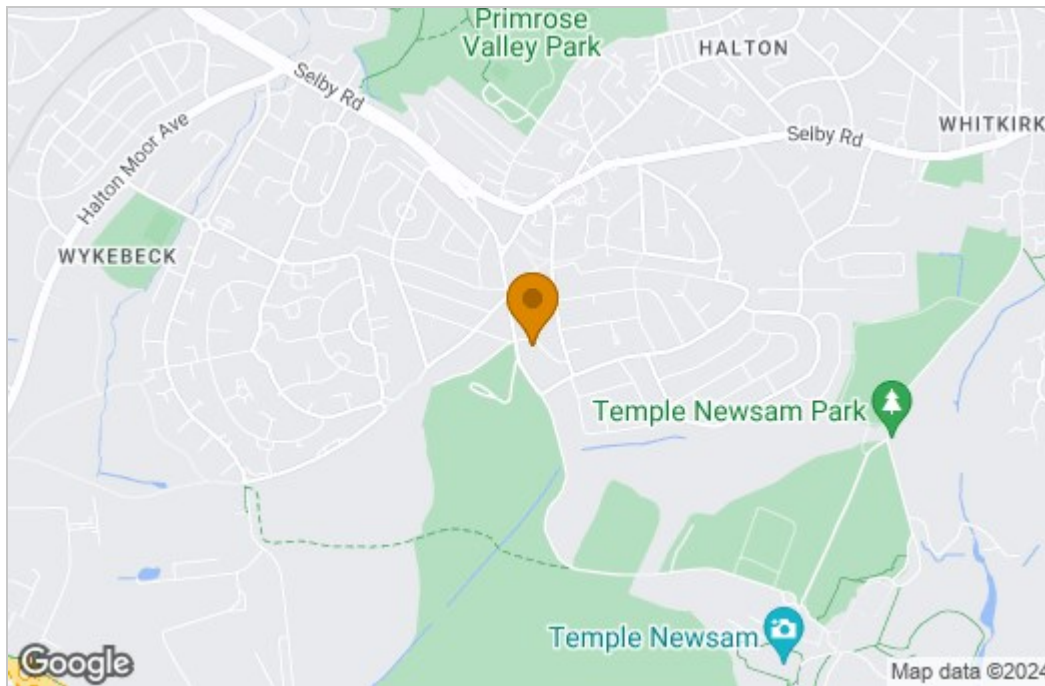 Primrose
Valley Park
HALTON
Selby Rd
Selby Rd
WHITKIRK
Halton Moor Ave
WYKEBECK
Temple Newsam Park
Temple Newsam
Google
Map data ©2024